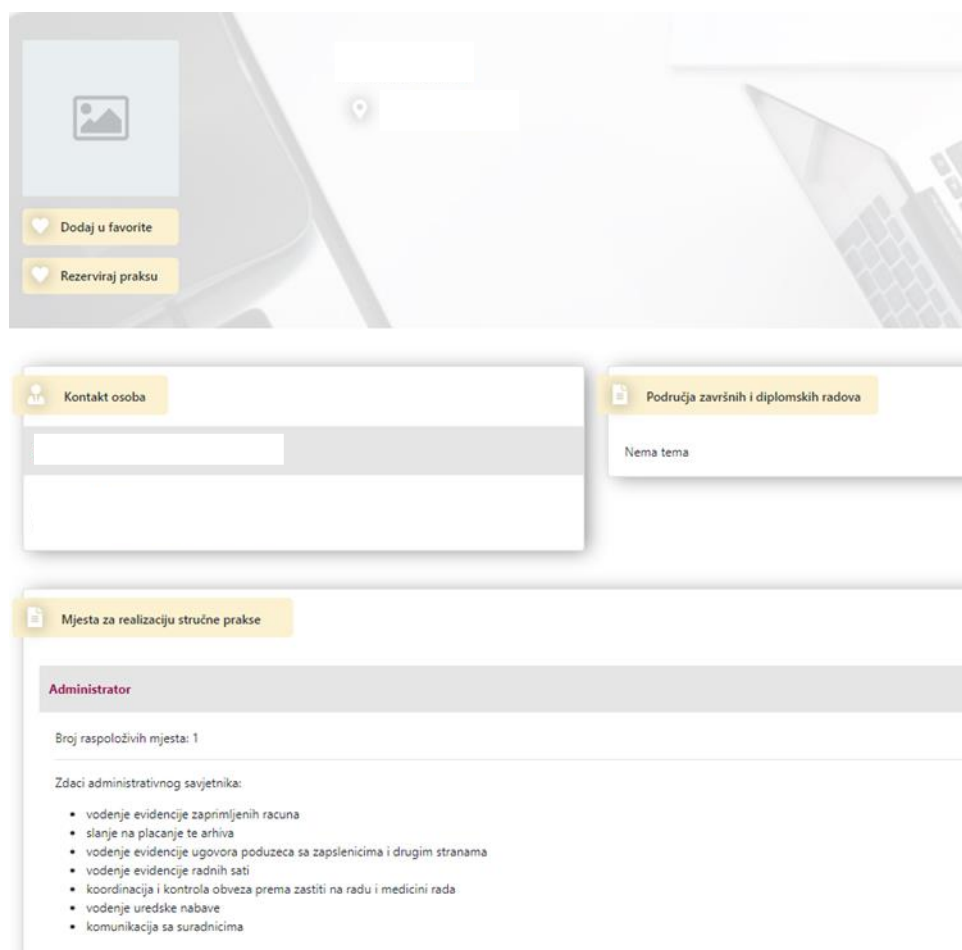 Dodaj u favorite
Rezerviraj praksu
Kontakt osoba
Područja završnih i diplomskih radova
Nema tema
Mjesta za realizaciju stručne prakse
Administrator
Broj raspoloživih mjesta: 1
Zdaci administrativnog savjetnika:
• vodenje evidencije zaprimljenih racuna
• slanje na placanje te arhiva
• vodenje evidencije ugovora poduzeca sa zapslenicima i drugim stranama
• vodenje evidencije radnih sati
• koordinacija i kontrola obveza prema zastiti na radu i medicini rada
• vodenje uredske nabave
• komunikacija sa suradnicima